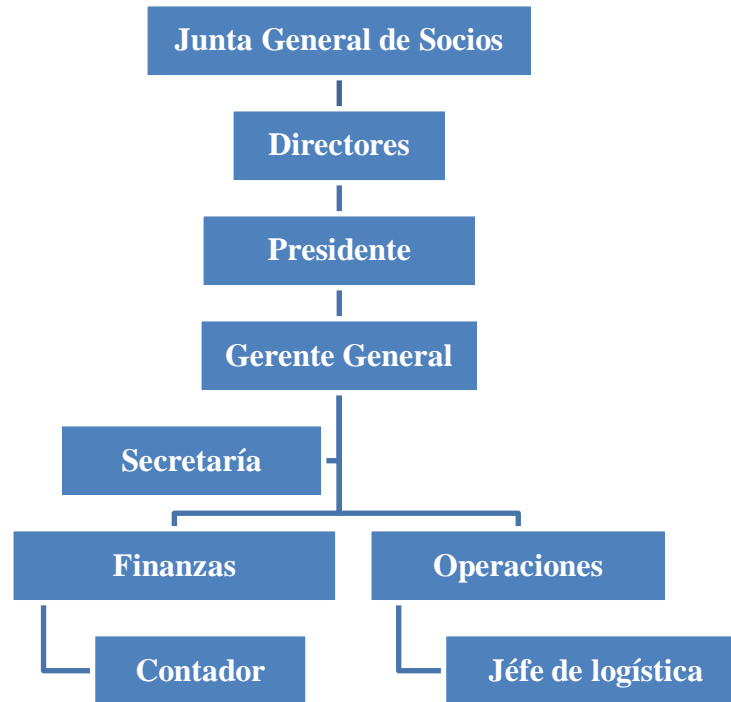 Junta General de Socios
Directores
Presidente
Gerente General
Secretaría
Finanzas
Operaciones
Contador
Jéfe de logística